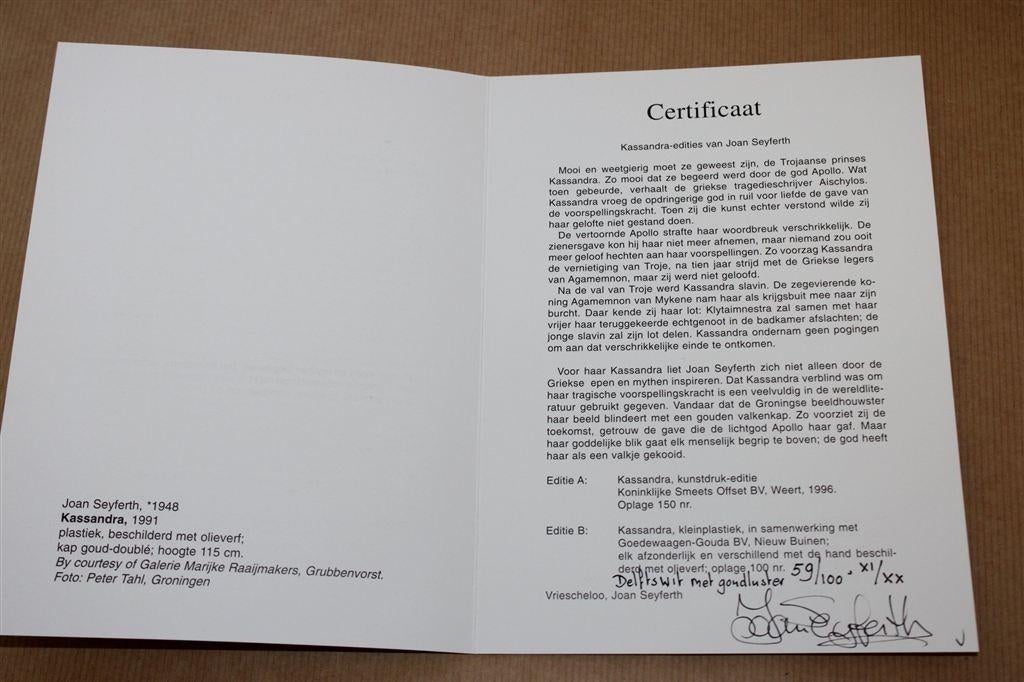 Joan Seyferth, *1948
Kassandra, 1991
plastiek, beschilderd met olieverf;
kap goud-doublé; hoogte 115 cm.
By courtesy of Galerie Marijke Raaijmakers, Grubbenvorst.
Foto: Peter Tahl, Groningen
Certificaat
Kassandra-edities van Joan Seyferth
Mooi en weetgierig moet ze geweest zijn, de Trojaanse prinses
Kassandra. Zo mooi dat ze begeerd werd door de god Apollo. Wat
toen gebeurde, verhaalt de griekse tragedieschrijver Aischylos.
Kassandra vroeg de opdringerige god in ruil voor liefde de gave van
de voorspellingskracht. Toen zij die kunst echter verstond wilde zij
haar gelofte niet gestand doen.
De vertoornde Apollo strafte haar woordbreuk verschrikkelijk. De
zienersgave kon hij haar niet meer afnemen, maar niemand zou ooit
meer geloof hechten aan haar voorspellingen. Zo voorzag Kassandra
de vernietiging van Troje, na tien jaar strijd met de Griekse legers
van Agamemnon, maar zij werd niet geloofd.
Na de val van Troje werd Kassandra slavin. De zegevierende ko-
ning Agamemnon van Mykene nam haar als krijgsbuit mee naar zijn
burcht. Daar kende zij haar lot: Klytaimnestra zal samen met haar
vrijer haar teruggekeerde echtgenoot in de badkamer afslachten; de
jonge slavin zal zijn lot delen. Kassandra ondernam geen pogingen
om aan dat verschrikkelijke einde te ontkomen.
Voor haar Kassandra liet Joan Seyferth zich niet alleen door de
Griekse epen en mythen inspireren. Dat Kassandra verblind was om
haar tragische voorspellingskracht is een veelvuldig in de wereldlite-
ratuur gebruikt gegeven. Vandaar dat de Groningse beeldhouwster
haar beeld blindeert met een gouden valkenkap. Zo voorziet zij de
toekomst, getrouw de gave die de lichtgod Apollo haar gaf. Maar
haar goddelijke blik gaat elk menselijk begrip te boven; de god heeft
haar als een valkje gekooid.
Editie A: Kassandra, kunstdruk-editie
Koninklijke Smeets Offset BV, Weert, 1996.
Oplage 150 nr.
Editie B: Kassandra, kleinplastiek, in samenwerking met
Goedewaagen-Gouda BV, Nieuw Buinen;
elk afzonderlijk en verschillend met de hand beschil-
derd met olieverf; oplage 100 nr.
Delftswit met goudluster 59/100 - XI/XX
Vriescheloo, Joan Seyferth
Joan Seyferth